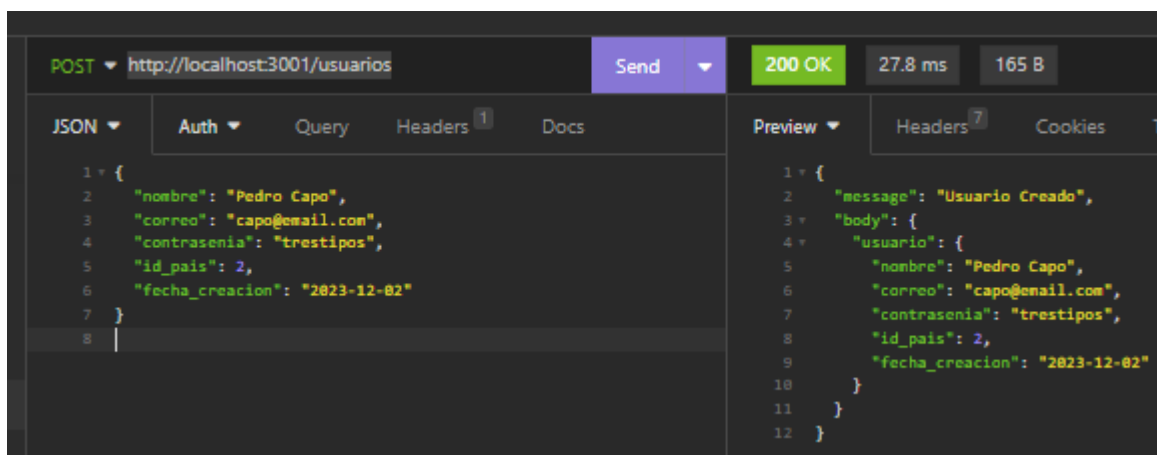 POST http://localhost:3001/usuarios Send 200 OK 27.8 ms 165 B
JSON Auth Query Headers 1 Docs Preview Headers 7 Cookies
1 {
2 "nombre": "Pedro Capo",
3 "correo": "capo@email.com",
4 "contrasenia": "trestipos",
5 "id_pais": 2,
6 "fecha_creacion": "2023-12-02"
7 }
8
1 {
2 "message": "Usuario Creado",
3 "body": {
4 "usuario": {
5 "nombre": "Pedro Capo",
6 "correo": "capo@email.com",
7 "contrasenia": "trestipos",
8 "id_pais": 2,
9 "fecha_creacion": "2023-12-02"
10 }
11 }
12 }